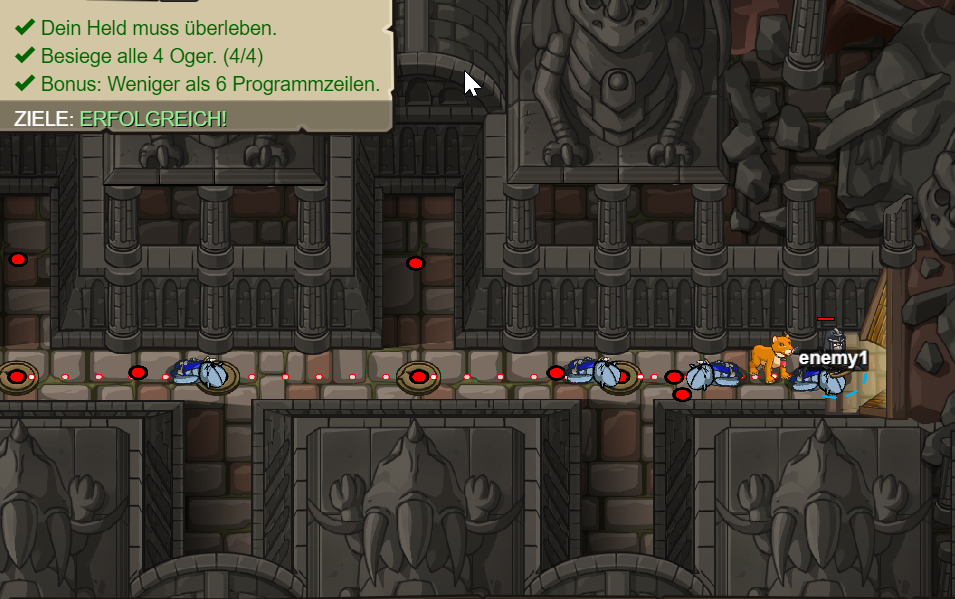 Dein Held muss überleben.
Besiege alle 4 Oger. (4/4)
Bonus: Weniger als 6 Programmzeilen.
ZIELE: ERFOLGREICH!
enemy1